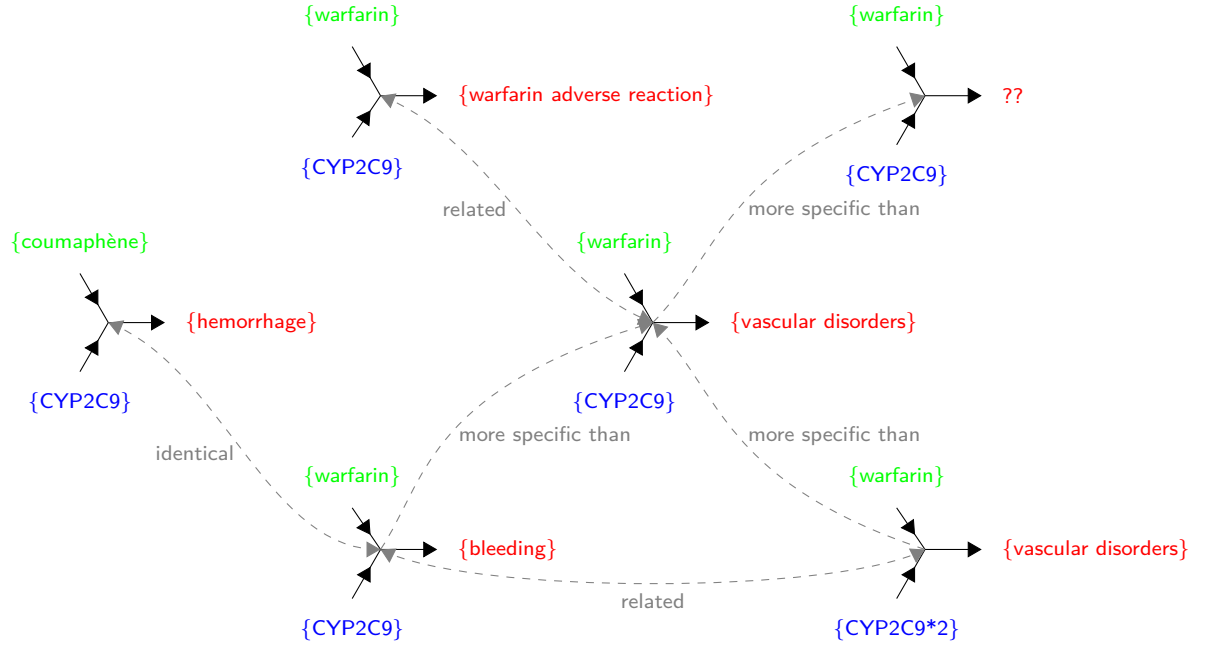 {warfarin}
{warfarin}
{warfarin adverse reaction}
??
{CYP2C9}
{CYP2C9}
related
more specific than
{coumaphène}
{warfarin}
{hemorrhage}
{vascular disorders}
{CYP2C9}
{CYP2C9}
more specific than
more specific than
identical
{warfarin}
{warfarin}
{bleeding}
{vascular disorders}
related
{CYP2C9}
{CYP2C9*2}